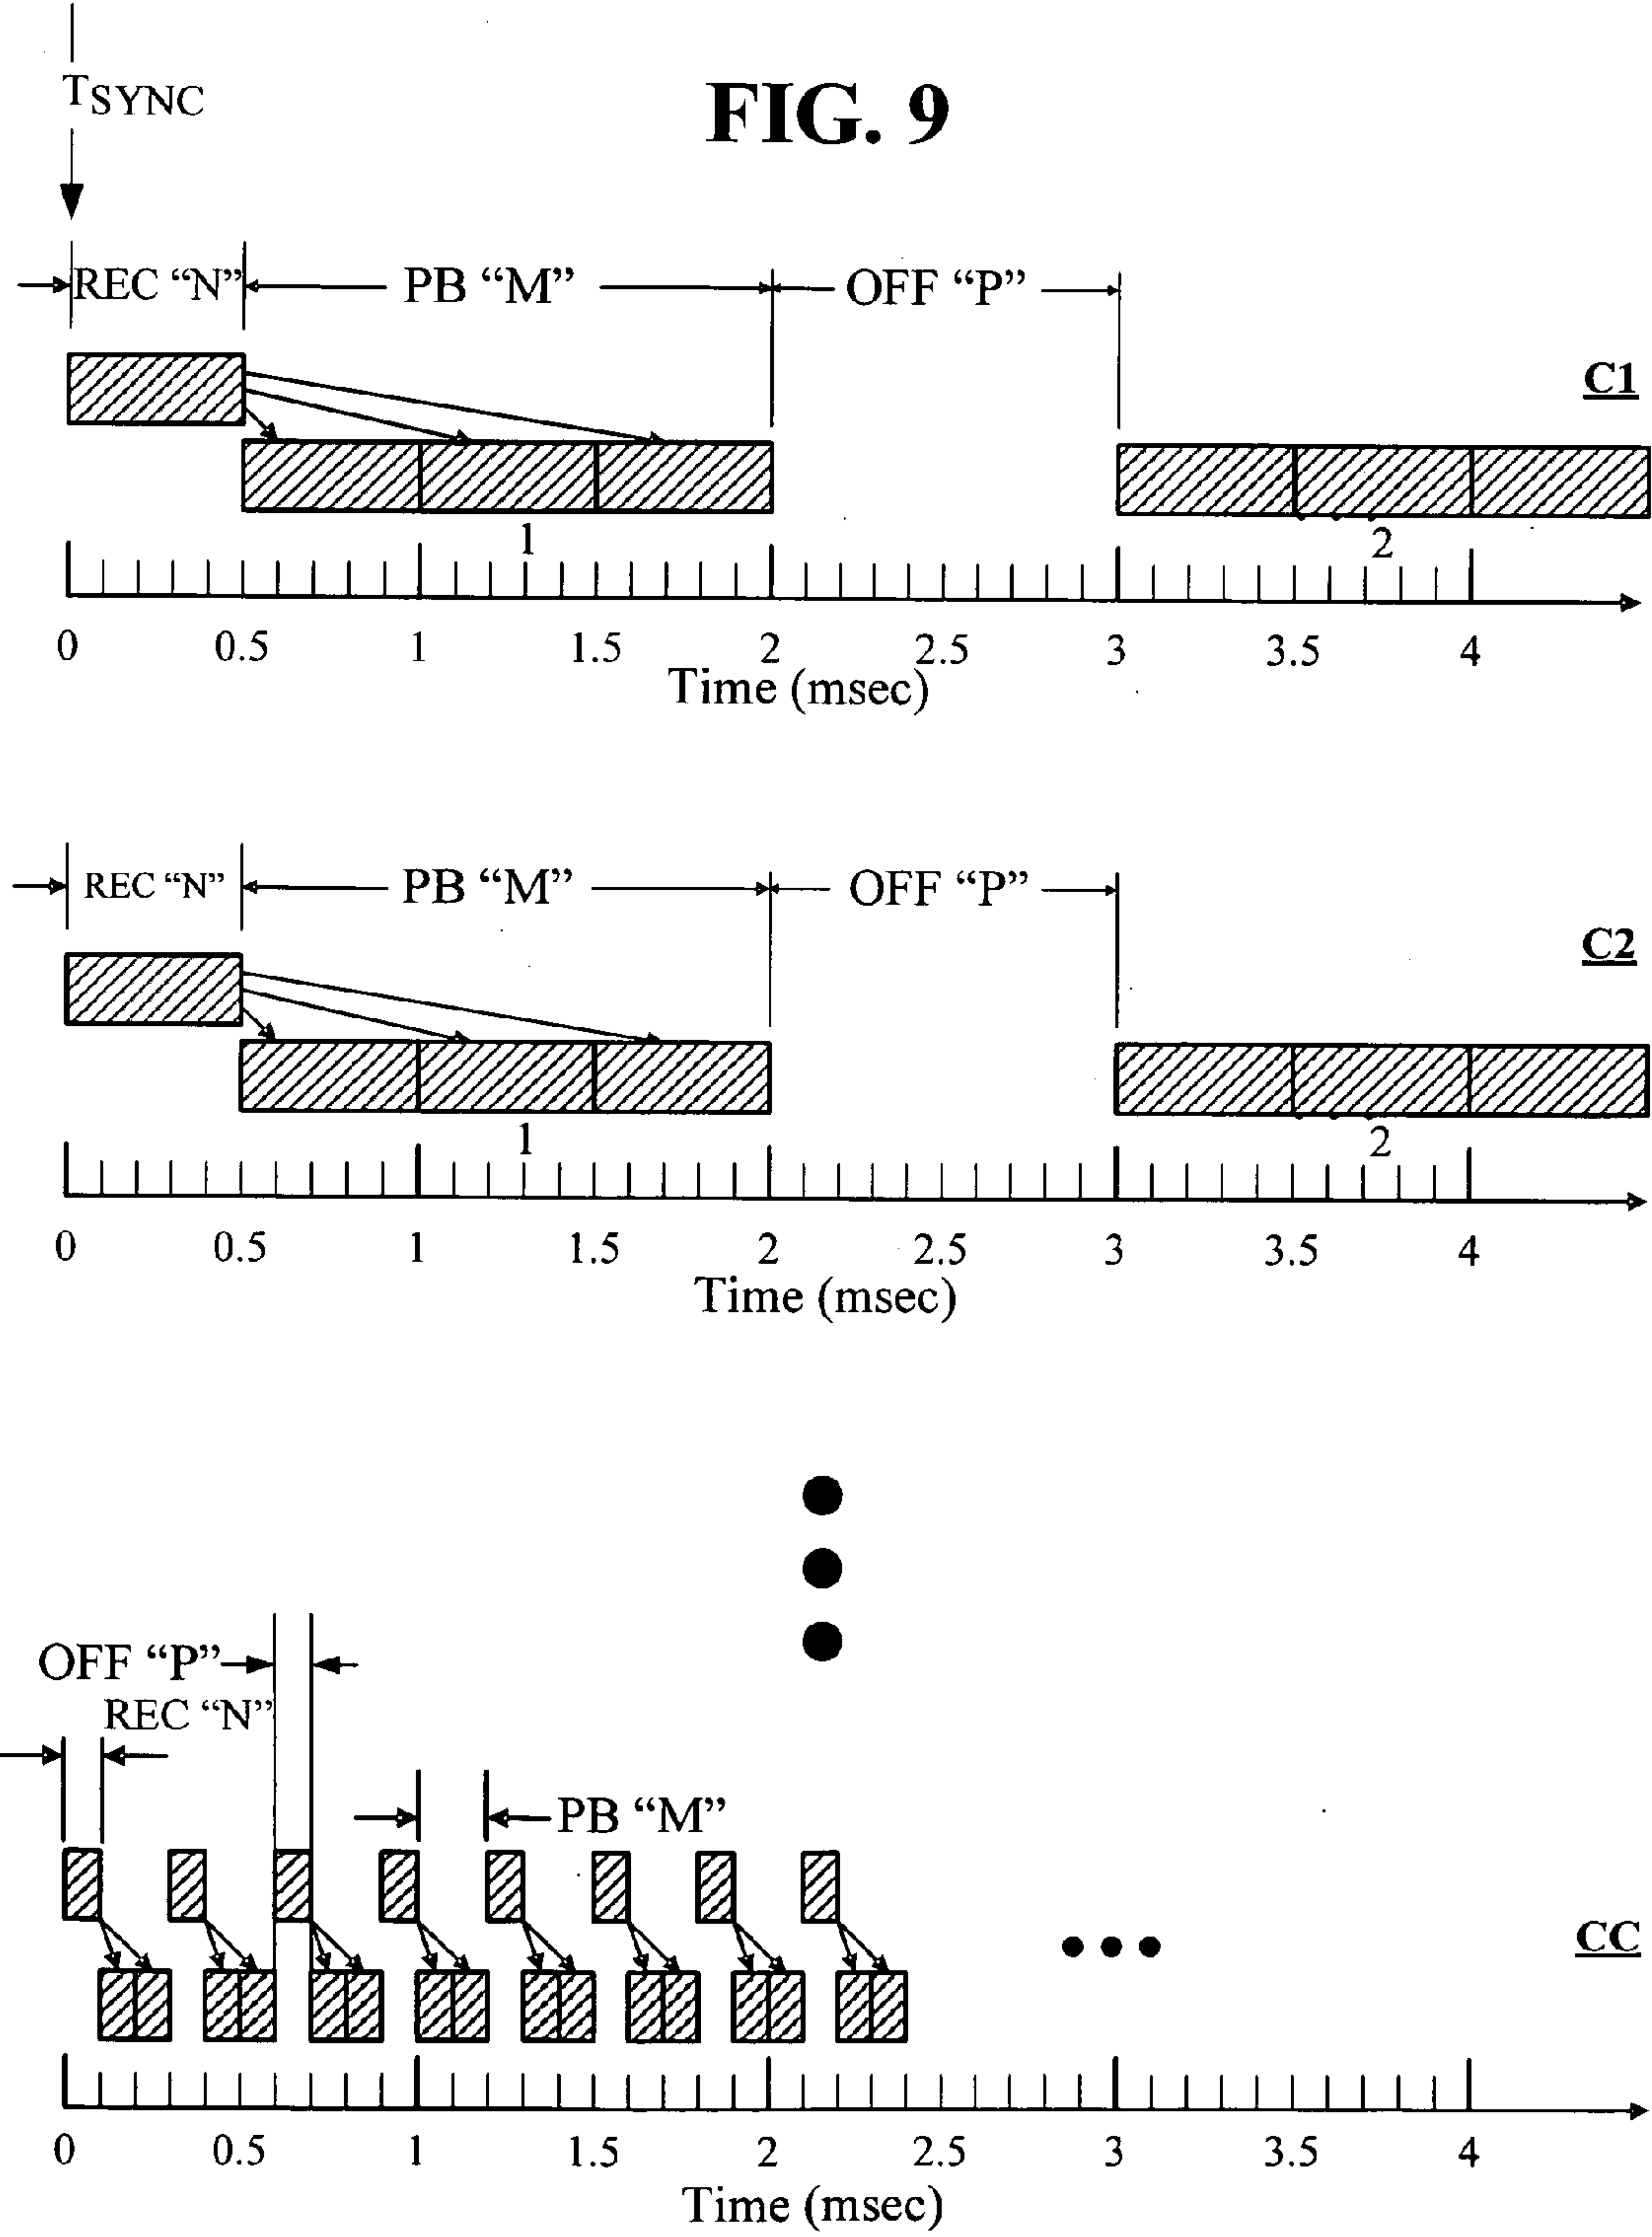 TSYNC
FIG. 9
REC “N” PB “M” OFF “P”
C1
1 2
0 0.5 1 1.5 2 2.5 3 3.5 4
Time (msec)
REC “N” PB “M” OFF “P”
C2
1 2
0 0.5 1 1.5 2 2.5 3 3.5 4
Time (msec)
OFF “P”
REC “N”
PB “M”
CC
0 0.5 1 1.5 2 2.5 3 3.5 4
Time (msec)